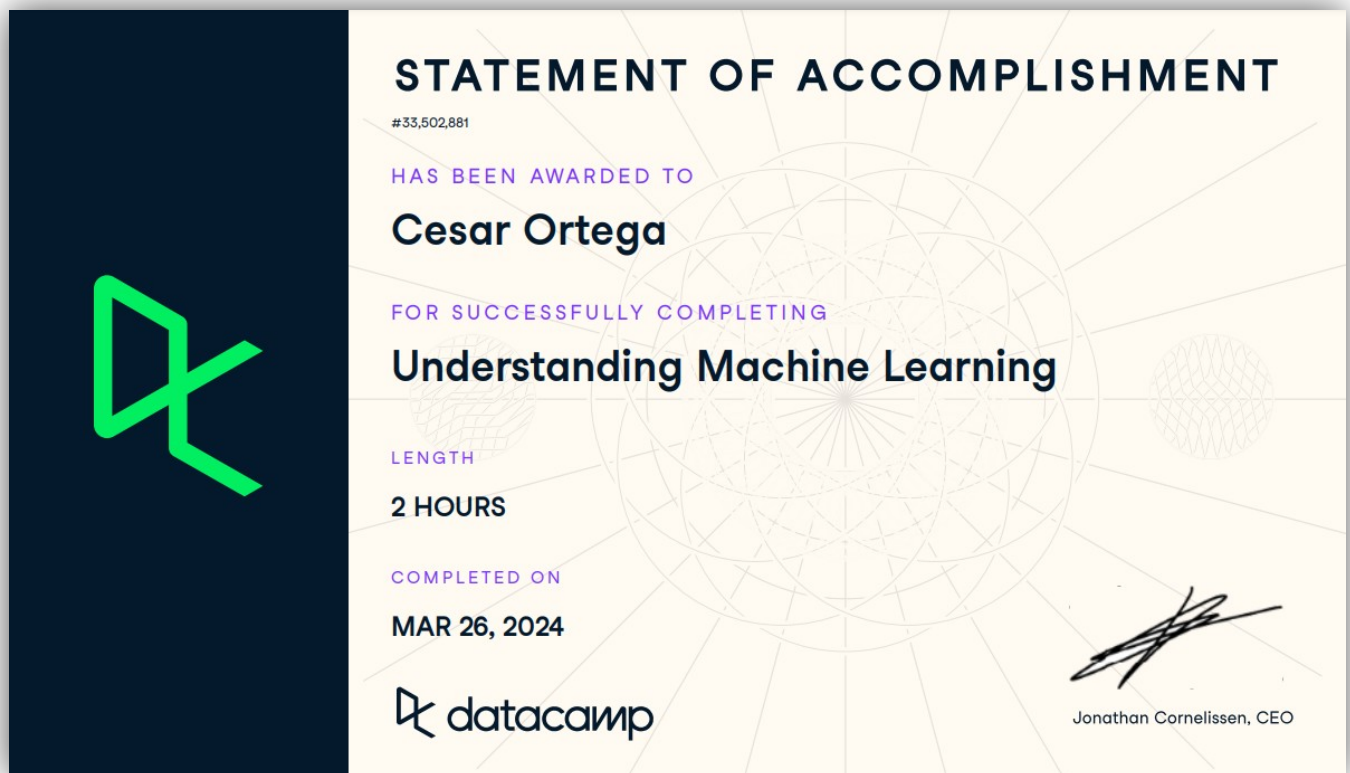 STATEMENT OF ACCOMPLISHMENT
#33,502,881
HAS BEEN AWARDED TO
Cesar Ortega
FOR SUCCESSFULLY COMPLETING
Understanding Machine Learning
LENGTH
2 HOURS
COMPLETED ON
MAR 26, 2024
datacamp
Jonathan Cornelissen, CEO